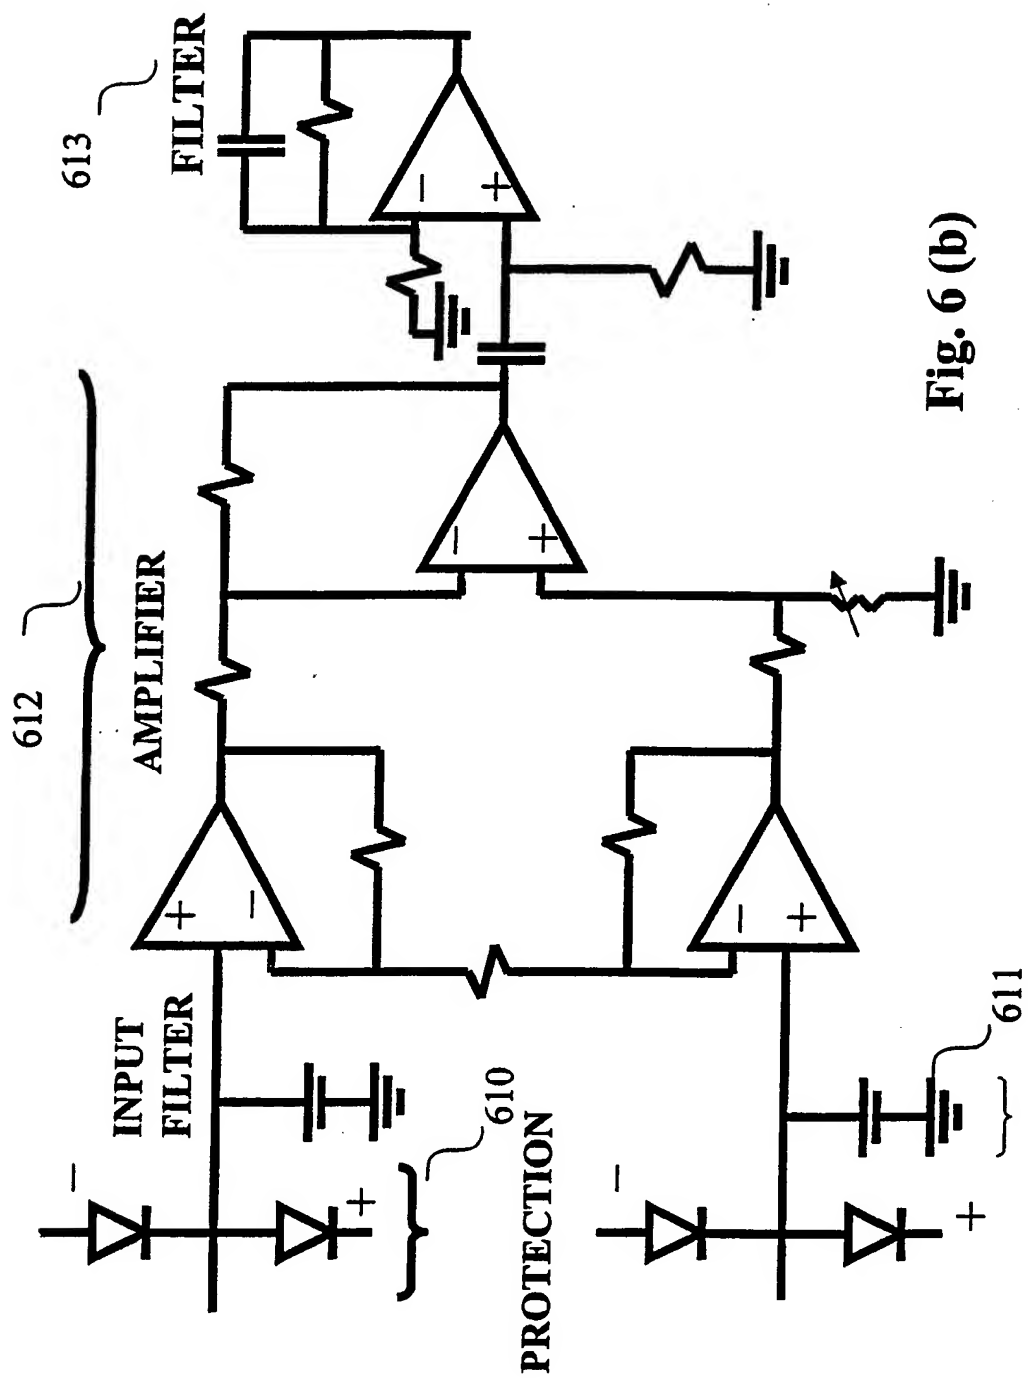 613
FILTER
612
AMPLIFIER
INPUT
FILTER
610
PROTECTION
611
Fig. 6 (b)
−
+
−
+
+
−
−
+
−
+
−
+